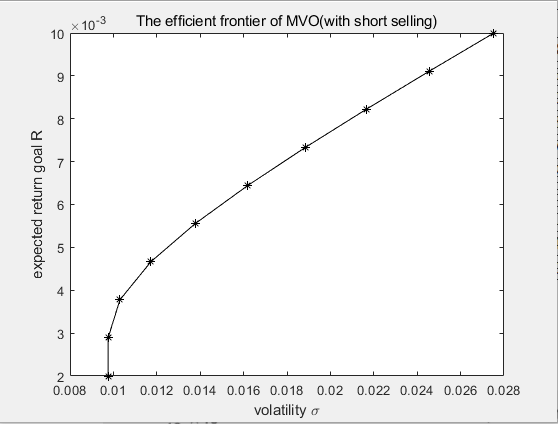 The efficient frontier of MVO(with short selling)
×10⁻³
10
9
8
7
6
5
4
3
2
expected return goal R
0.008 0.01 0.012 0.014 0.016 0.018 0.02 0.022 0.024 0.026 0.028
volatility σ